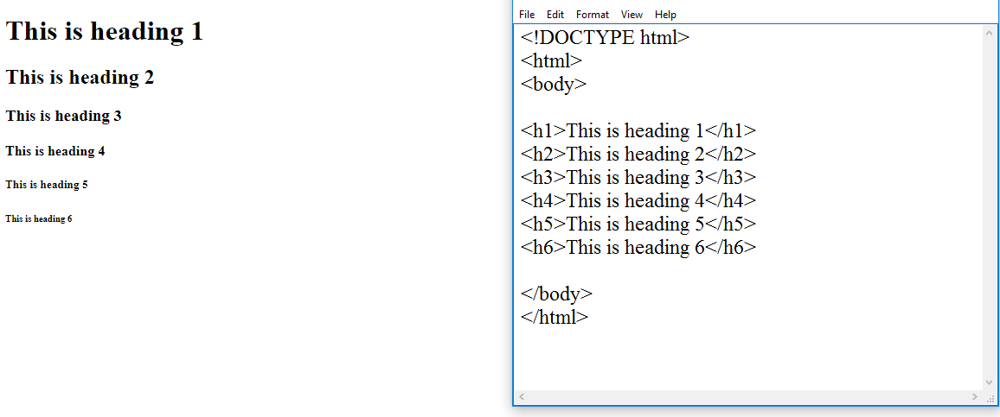 This is heading 1
This is heading 2
This is heading 3
This is heading 4
This is heading 5
This is heading 6
File Edit Format View Help
<!DOCTYPE html>
<html>
<body>
<h1>This is heading 1</h1>
<h2>This is heading 2</h2>
<h3>This is heading 3</h3>
<h4>This is heading 4</h4>
<h5>This is heading 5</h5>
<h6>This is heading 6</h6>
</body>
</html>